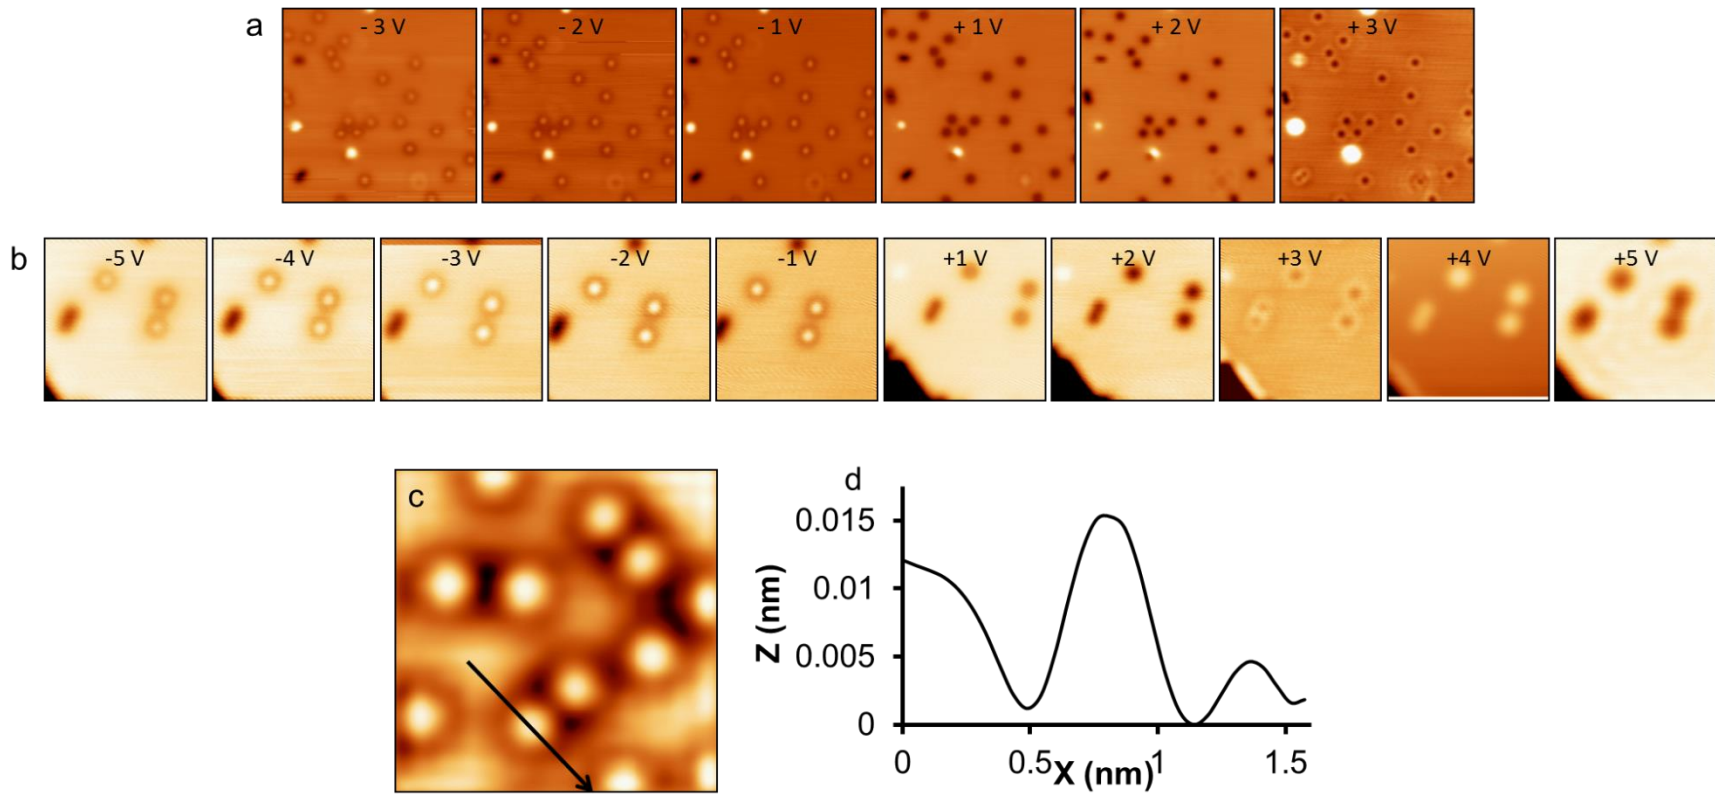 a
- 3 V
- 2 V
- 1 V
+ 1 V
+ 2 V
+ 3 V
b
-5 V
-4 V
-3 V
-2 V
-1 V
+1 V
+2 V
+3 V
+4 V
+5 V
c
d
0.015
0.01
0.005
0
Z (nm)
0
0.5
1
1.5
X (nm)